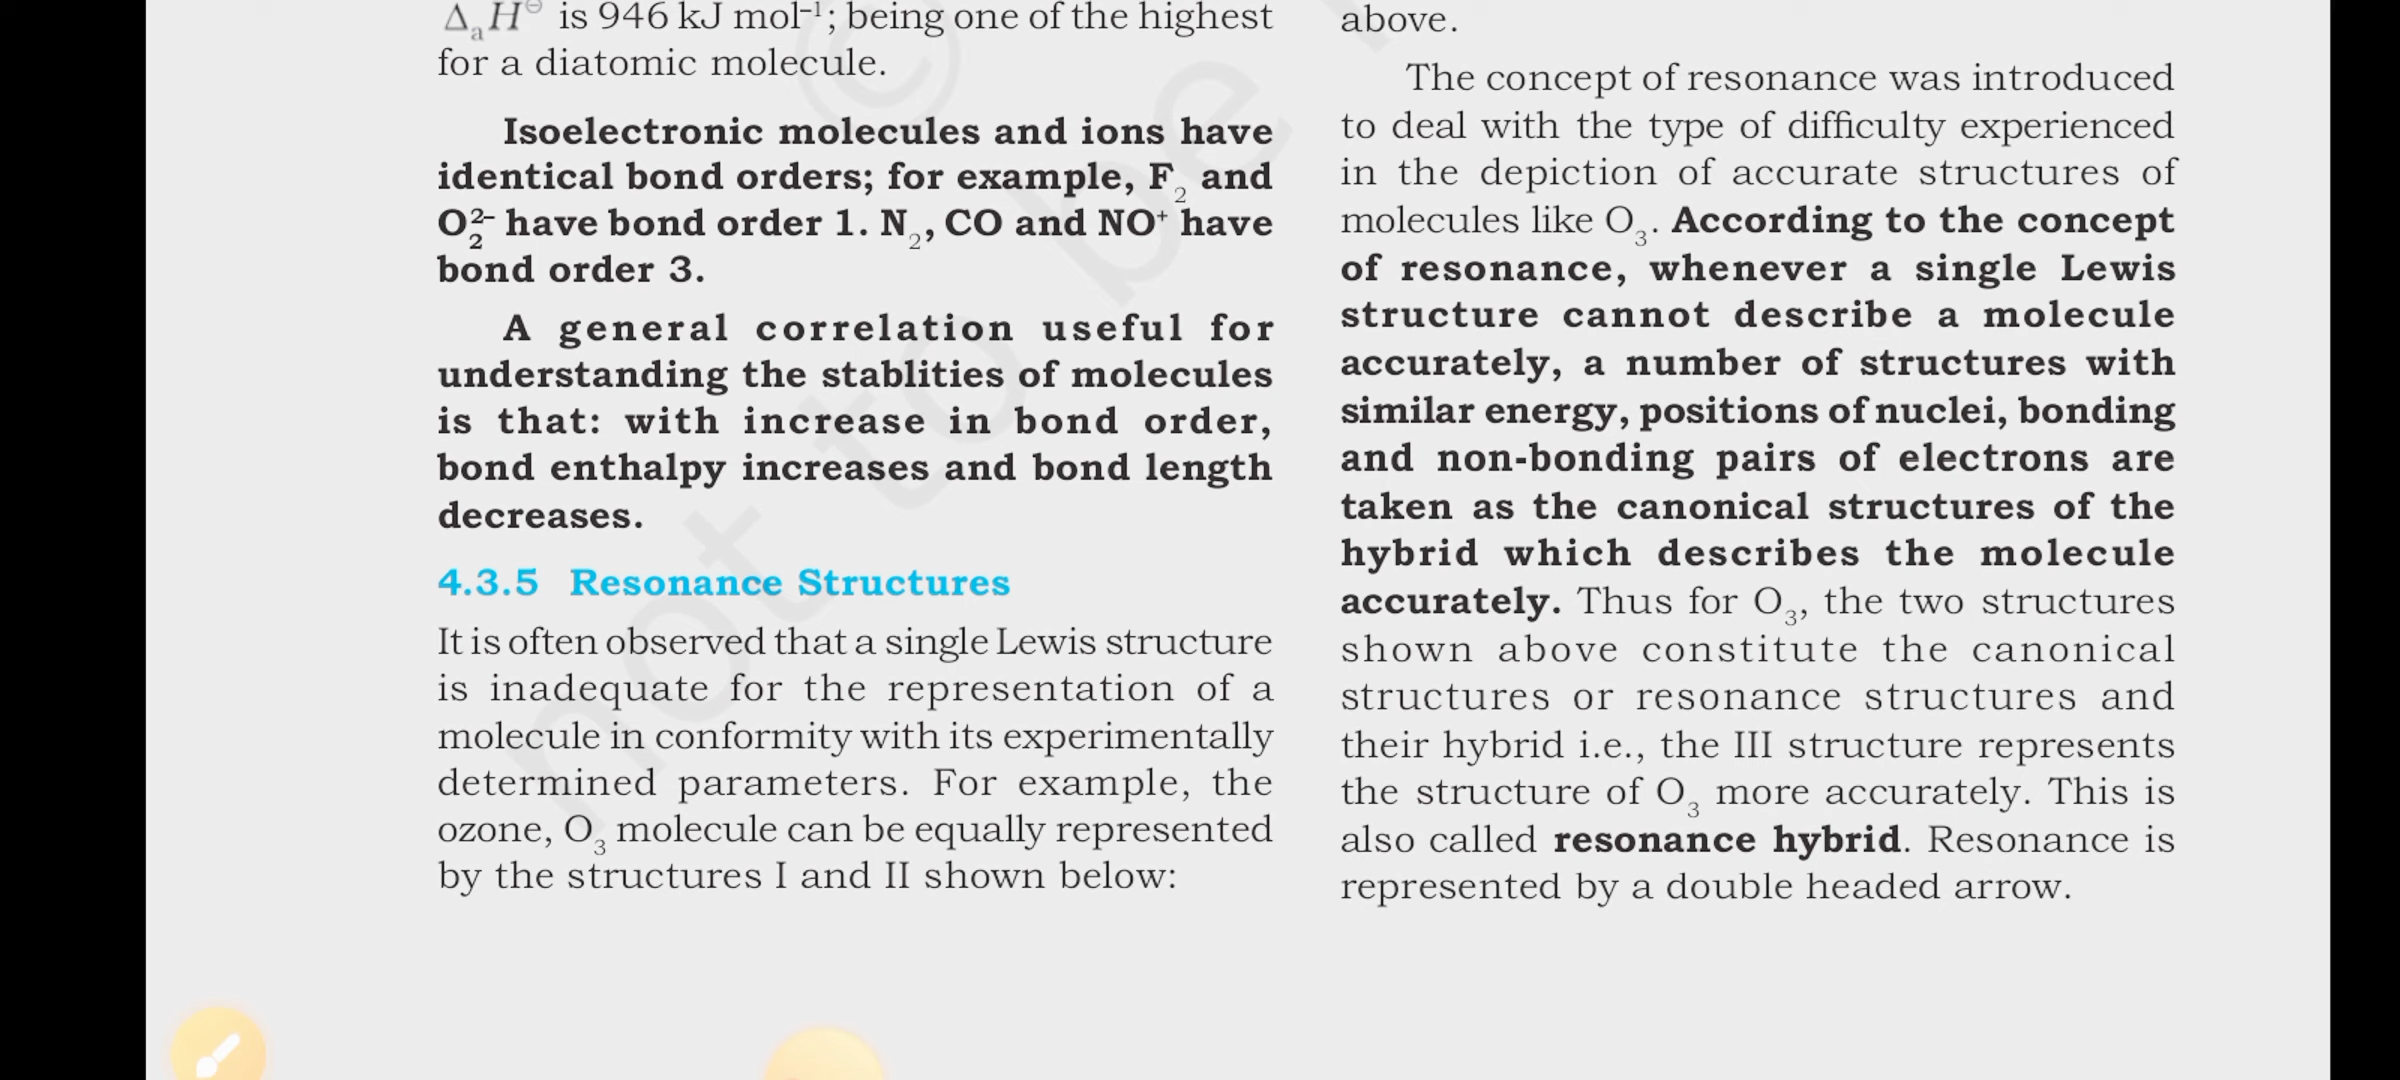 Δₐ H⊖ is 946 kJ mol⁻¹; being one of the highest
for a diatomic molecule.
Isoelectronic molecules and ions have
identical bond orders; for example, F₂ and
O₂²⁻ have bond order 1. N₂, CO and NO⁺ have
bond order 3.
A general correlation useful for
understanding the stablities of molecules
is that: with increase in bond order,
bond enthalpy increases and bond length
decreases.
4.3.5 Resonance Structures
It is often observed that a single Lewis structure
is inadequate for the representation of a
molecule in conformity with its experimentally
determined parameters. For example, the
ozone, O₃ molecule can be equally represented
by the structures I and II shown below:
above.
The concept of resonance was introduced
to deal with the type of difficulty experienced
in the depiction of accurate structures of
molecules like O₃. According to the concept
of resonance, whenever a single Lewis
structure cannot describe a molecule
accurately, a number of structures with
similar energy, positions of nuclei, bonding
and non-bonding pairs of electrons are
taken as the canonical structures of the
hybrid which describes the molecule
accurately. Thus for O₃, the two structures
shown above constitute the canonical
structures or resonance structures and
their hybrid i.e., the III structure represents
the structure of O₃ more accurately. This is
also called resonance hybrid. Resonance is
represented by a double headed arrow.
©
not to be